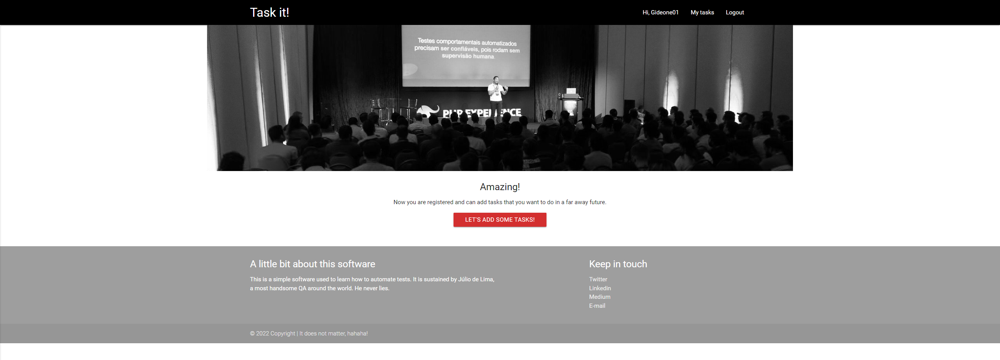 Task it!
Hi, Gideone01
My tasks
Logout
Testes comportamentais automatizados
precisam ser confiáveis, pois rodam sem
supervisão humana.
PHP EXPERIENCE
Amazing!
Now you are registered and can add tasks that you want to do in a far away future.
LET'S ADD SOME TASKS!
A little bit about this software
This is a simple software used to learn how to automate tests. It is sustained by Júlio de Lima,
a most handsome QA around the world. He never lies.
Keep in touch
Twitter
Linkedin
Medium
E-mail
© 2022 Copyright | It does not matter, hahaha!